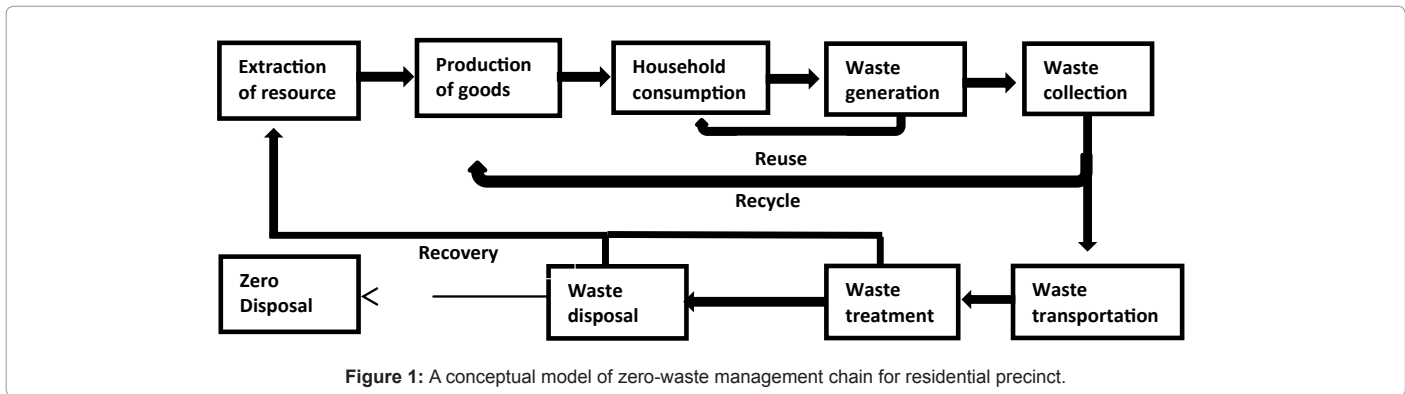 Extraction
of resource
Production
of goods
Household
consumption
Waste
generation
Waste
collection
Reuse
Recycle
Recovery
Zero
Disposal
Waste
disposal
Waste
treatment
Waste
transportation
Figure 1: A conceptual model of zero-waste management chain for residential precinct.